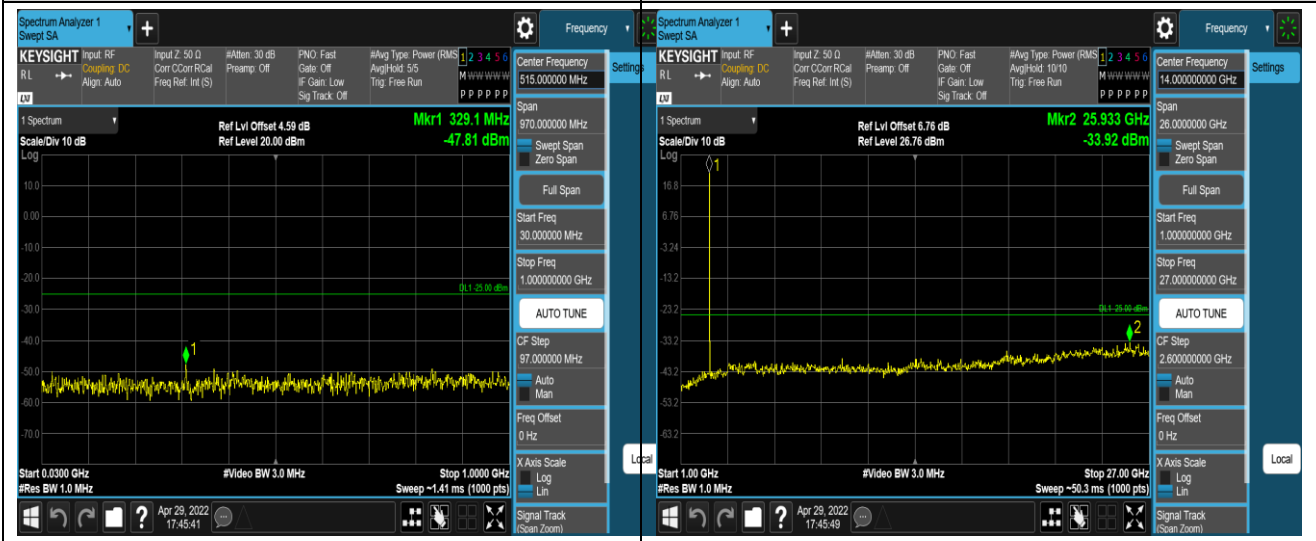 Spectrum Analyzer 1
Swept SA
+
Frequency
KEYSIGHT
RL
LXI
Input: RF
Coupling: DC
Align: Auto
Input Z: 50 Ω
Corr CCorr RCal
Freq Ref: Int (S)
#Atten: 30 dB
Preamp: Off
PNO: Fast
Gate: Off
IF Gain: Low
Sig Track: Off
#Avg Type: Power (RMS
Avg|Hold: 5/5
Trig: Free Run
1 2 3 4 5 6
M W W W W W
P P P P P P
Center Frequency
515.000000 MHz
Settings
1 Spectrum
Scale/Div 10 dB
Log
Ref Lvl Offset 4.59 dB
Ref Level 20.00 dBm
Mkr1 329.1 MHz
-47.81 dBm
Span
970.000000 MHz
Swept Span
Zero Span
Full Span
Start Freq
30.000000 MHz
Stop Freq
1.000000000 GHz
AUTO TUNE
CF Step
97.000000 MHz
Auto
Man
Freq Offset
0 Hz
X Axis Scale
Log
Lin
Local
Signal Track
(Span Zoom)
10.0
0.00
-10.0
-20.0
DL1 -25.00 dBm
-30.0
-40.0
1
-50.0
-60.0
-70.0
Start 0.0300 GHz
#Res BW 1.0 MHz
#Video BW 3.0 MHz
Stop 1.0000 GHz
Sweep ~1.41 ms (1000 pts)
?
Apr 29, 2022
17:45:41
Spectrum Analyzer 1
Swept SA
+
Frequency
KEYSIGHT
RL
LXI
Input: RF
Coupling: DC
Align: Auto
Input Z: 50 Ω
Corr CCorr RCal
Freq Ref: Int (S)
#Atten: 30 dB
Preamp: Off
PNO: Fast
Gate: Off
IF Gain: Low
Sig Track: Off
#Avg Type: Power (RMS
Avg|Hold: 10/10
Trig: Free Run
1 2 3 4 5 6
M W W W W W
P P P P P P
Center Frequency
14.000000000 GHz
Settings
1 Spectrum
Scale/Div 10 dB
Log
Ref Lvl Offset 6.76 dB
Ref Level 26.76 dBm
Mkr2 25.933 GHz
-33.92 dBm
Span
26.0000000 GHz
Swept Span
Zero Span
Full Span
Start Freq
1.000000000 GHz
Stop Freq
27.000000000 GHz
AUTO TUNE
CF Step
2.600000000 GHz
Auto
Man
Freq Offset
0 Hz
X Axis Scale
Log
Lin
Local
Signal Track
(Span Zoom)
1
16.8
6.76
-3.24
-13.2
-23.2
DL1 -25.00 dBm
2
-33.2
-43.2
-53.2
-63.2
Start 1.00 GHz
#Res BW 1.0 MHz
#Video BW 3.0 MHz
Stop 27.00 GHz
Sweep ~50.3 ms (1000 pts)
?
Apr 29, 2022
17:45:49